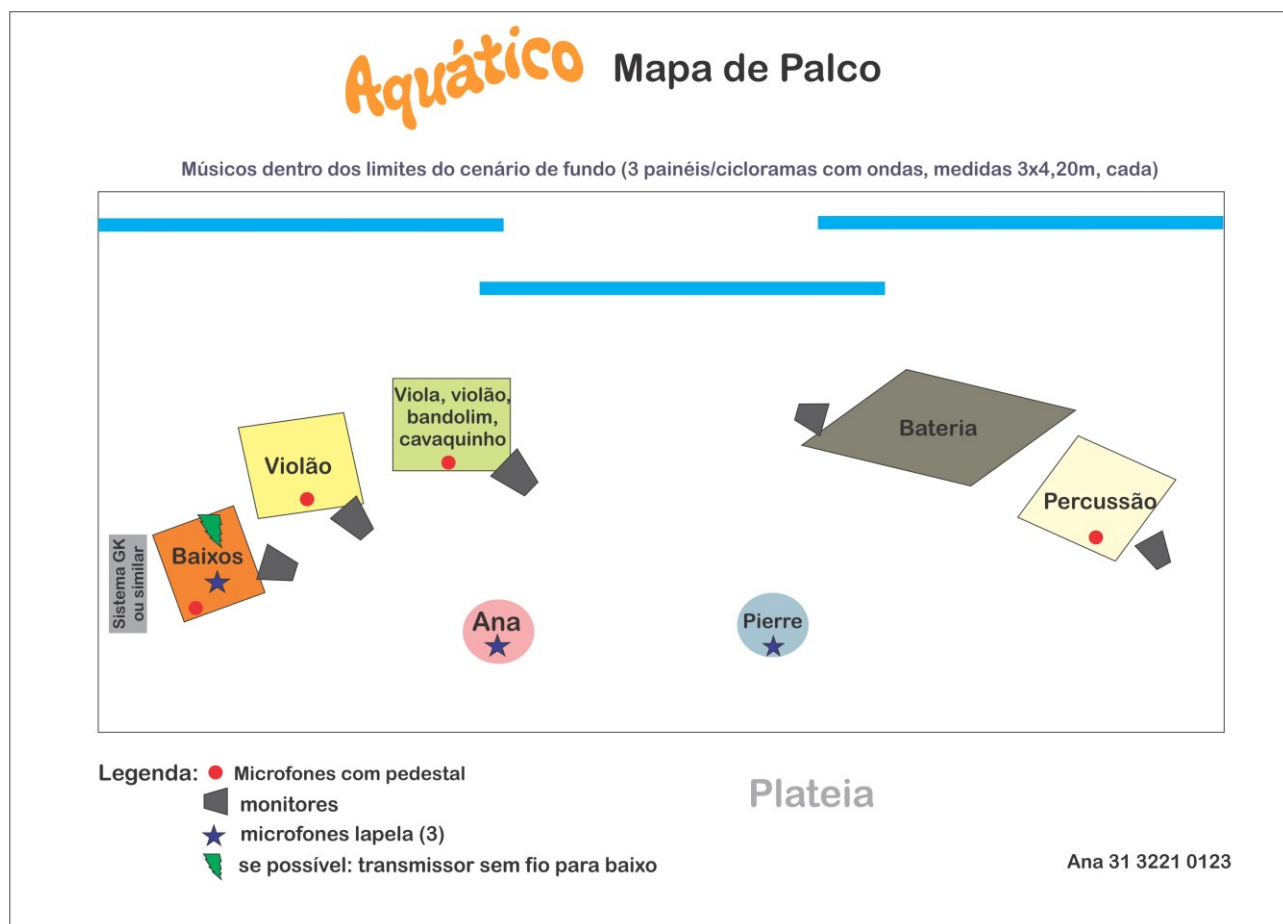 Aquático Mapa de Palco
Músicos dentro dos limites do cenário de fundo (3 painéis/cicloramas com ondas, medidas 3x4,20m, cada)
Viola, violão,
bandolim,
cavaquinho
Bateria
Violão
Percussão
Sistema GK
ou similar
Baixos
Ana
Pierre
Legenda: Microfones com pedestal
monitores
microfones lapela (3)
se possível: transmissor sem fio para baixo
Plateia
Ana 31 3221 0123